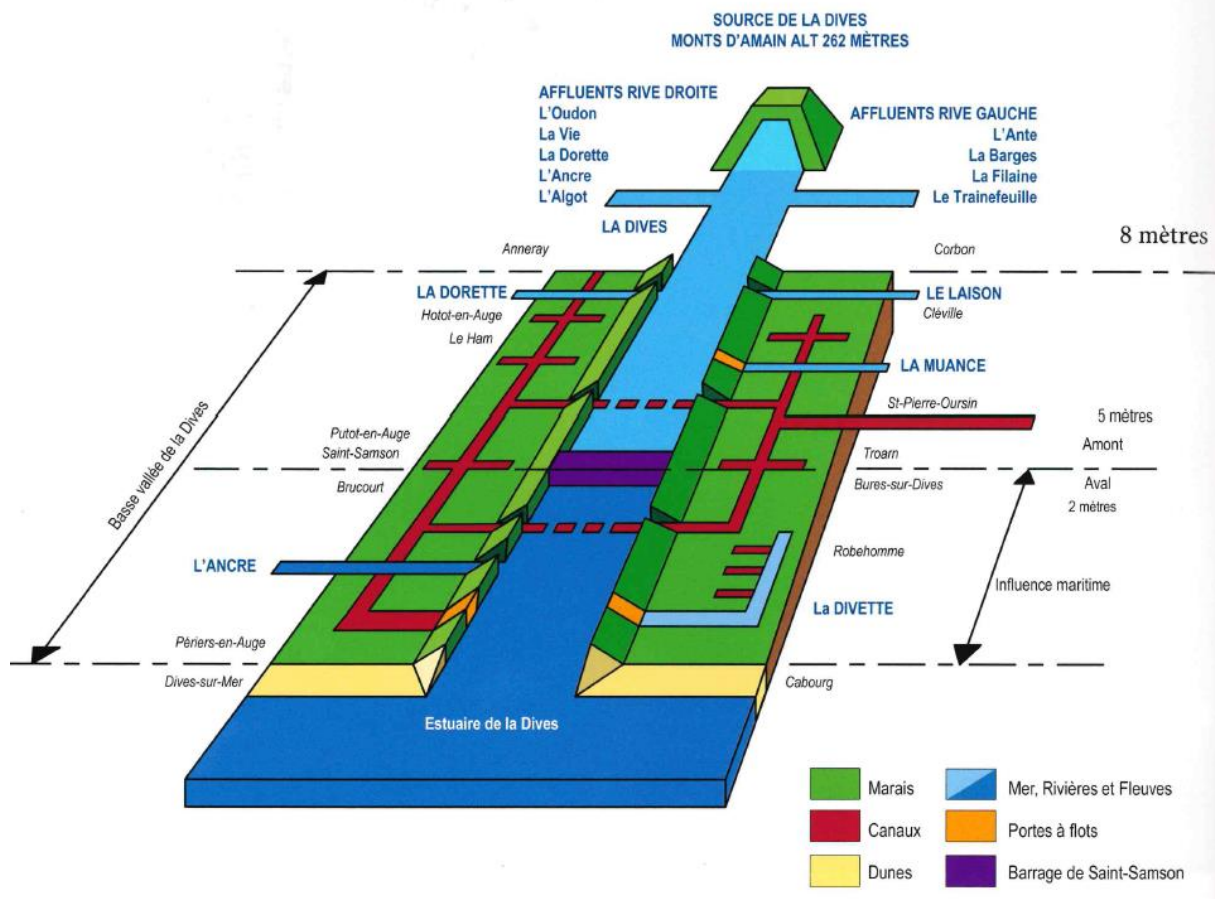 SOURCE DE LA DIVES
MONTS D'AMAIN ALT 262 MÈTRES
AFFLUENTS RIVE DROITE
L'Oudon
La Vie
La Dorette
L'Ancre
L'Algot
AFFLUENTS RIVE GAUCHE
L'Ante
La Barges
La Filaine
Le Trainefeuille
LA DIVES
8 mètres
Anneray
Corbon
LA DORETTE
LE LAISON
Hotot-en-Auge
Cléville
Le Ham
LA MUANCE
St-Pierre-Oursin
5 mètres
Basse vallée de la Dives
Putot-en-Auge
Saint-Samson
Troarn
Amont
Brucourt
Bures-sur-Dives
Aval
2 mètres
Robehomme
L'ANCRE
Influence maritime
La DIVETTE
Pèriers-en-Auge
Dives-sur-Mer
Cabourg
Estuaire de la Dives
Marais
Mer, Rivières et Fleuves
Canaux
Portes à flots
Dunes
Barrage de Saint-Samson